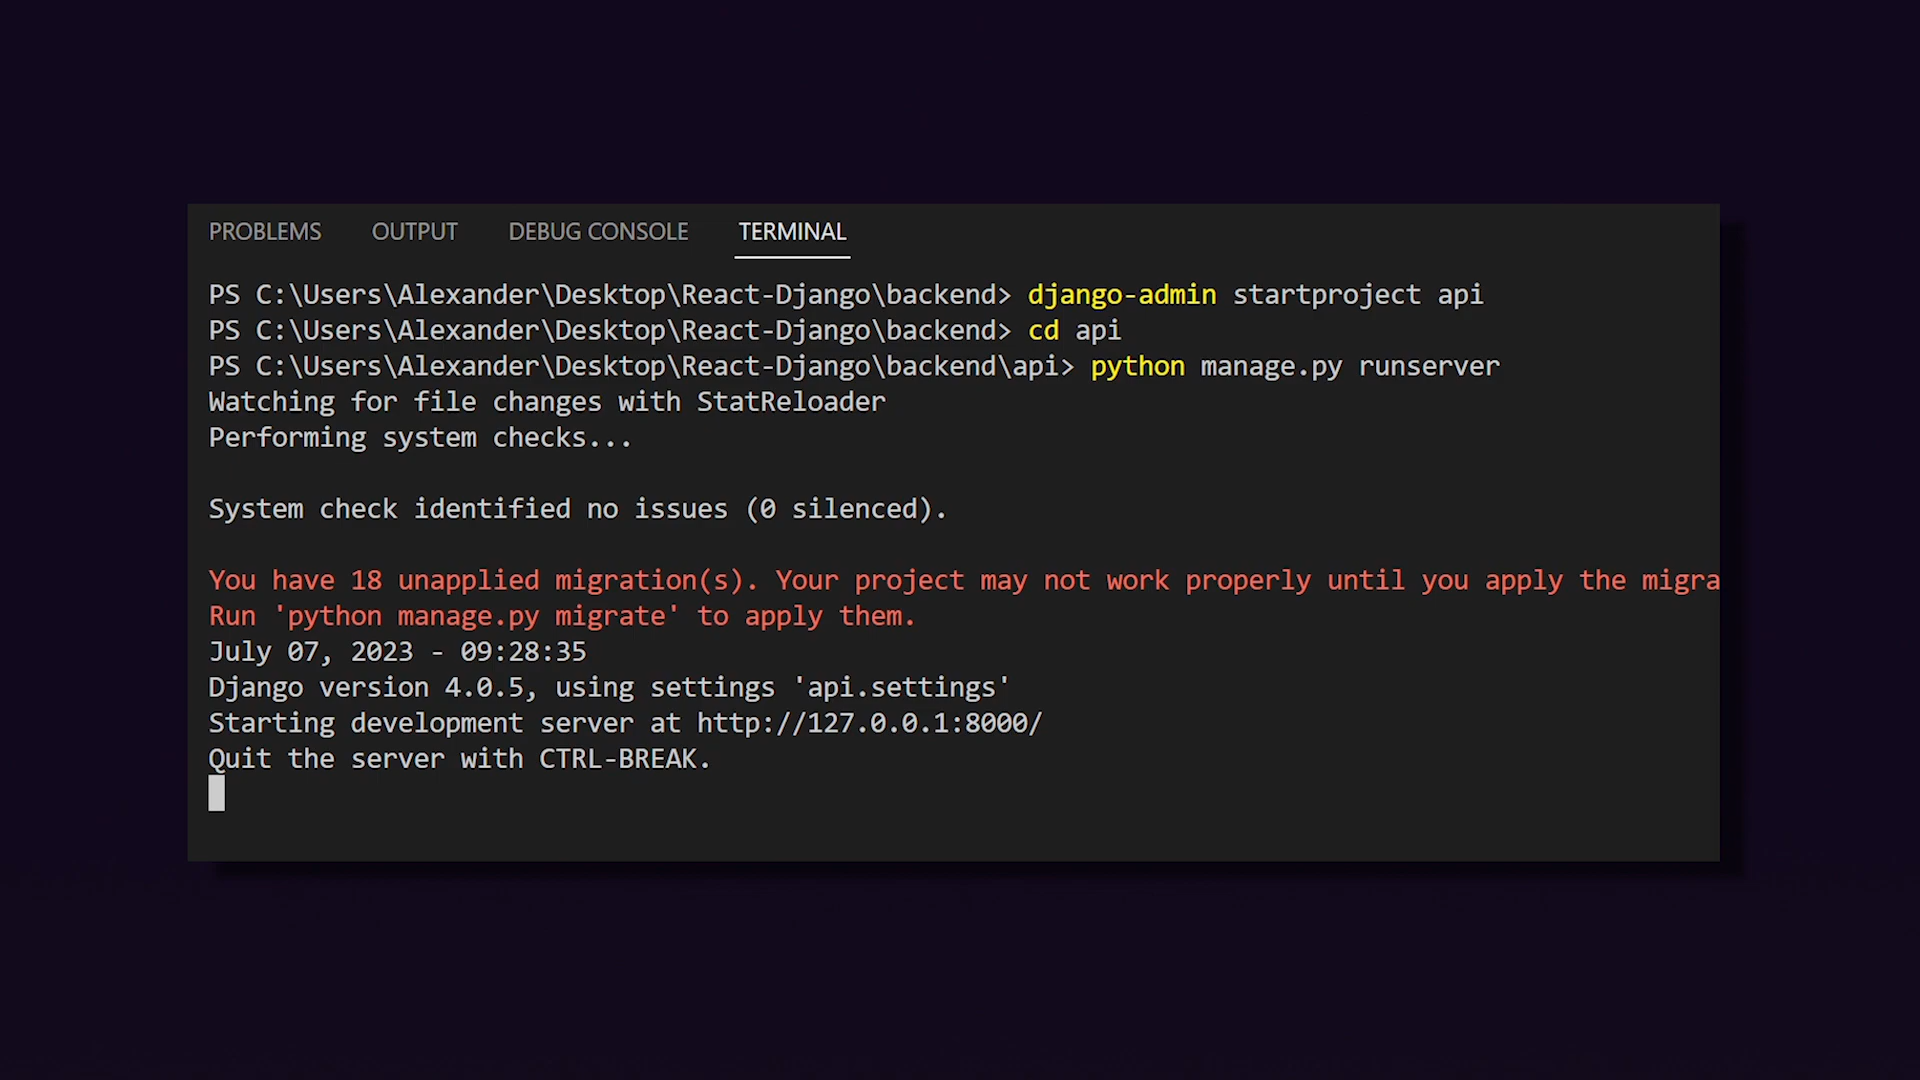 PROBLEMS OUTPUT DEBUG CONSOLE TERMINAL
PS C:\Users\Alexander\Desktop\React-Django\backend> django-admin startproject api
PS C:\Users\Alexander\Desktop\React-Django\backend> cd api
PS C:\Users\Alexander\Desktop\React-Django\backend\api> python manage.py runserver
Watching for file changes with StatReloader
Performing system checks...
System check identified no issues (0 silenced).
You have 18 unapplied migration(s). Your project may not work properly until you apply the migra
Run 'python manage.py migrate' to apply them.
July 07, 2023 - 09:28:35
Django version 4.0.5, using settings 'api.settings'
Starting development server at http://127.0.0.1:8000/
Quit the server with CTRL-BREAK.